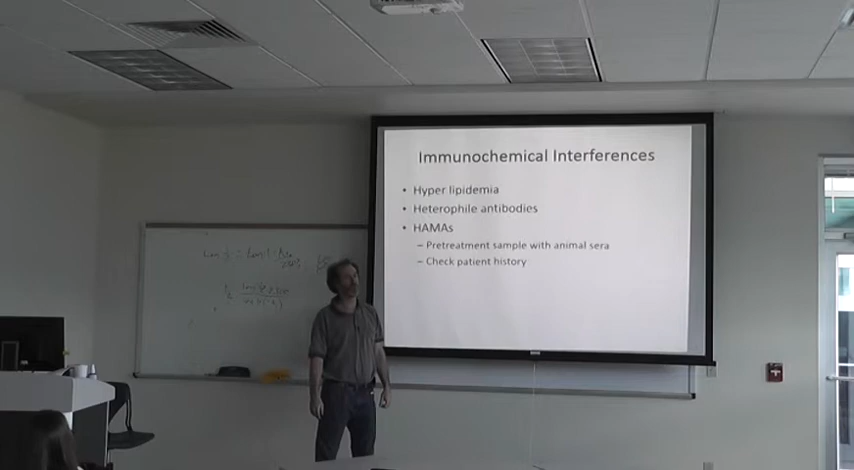 Immunochemical Interferences
• Hyper lipidemia
• Heterophile antibodies
• HAMAs
– Pretreatment sample with animal sera
– Check patient history